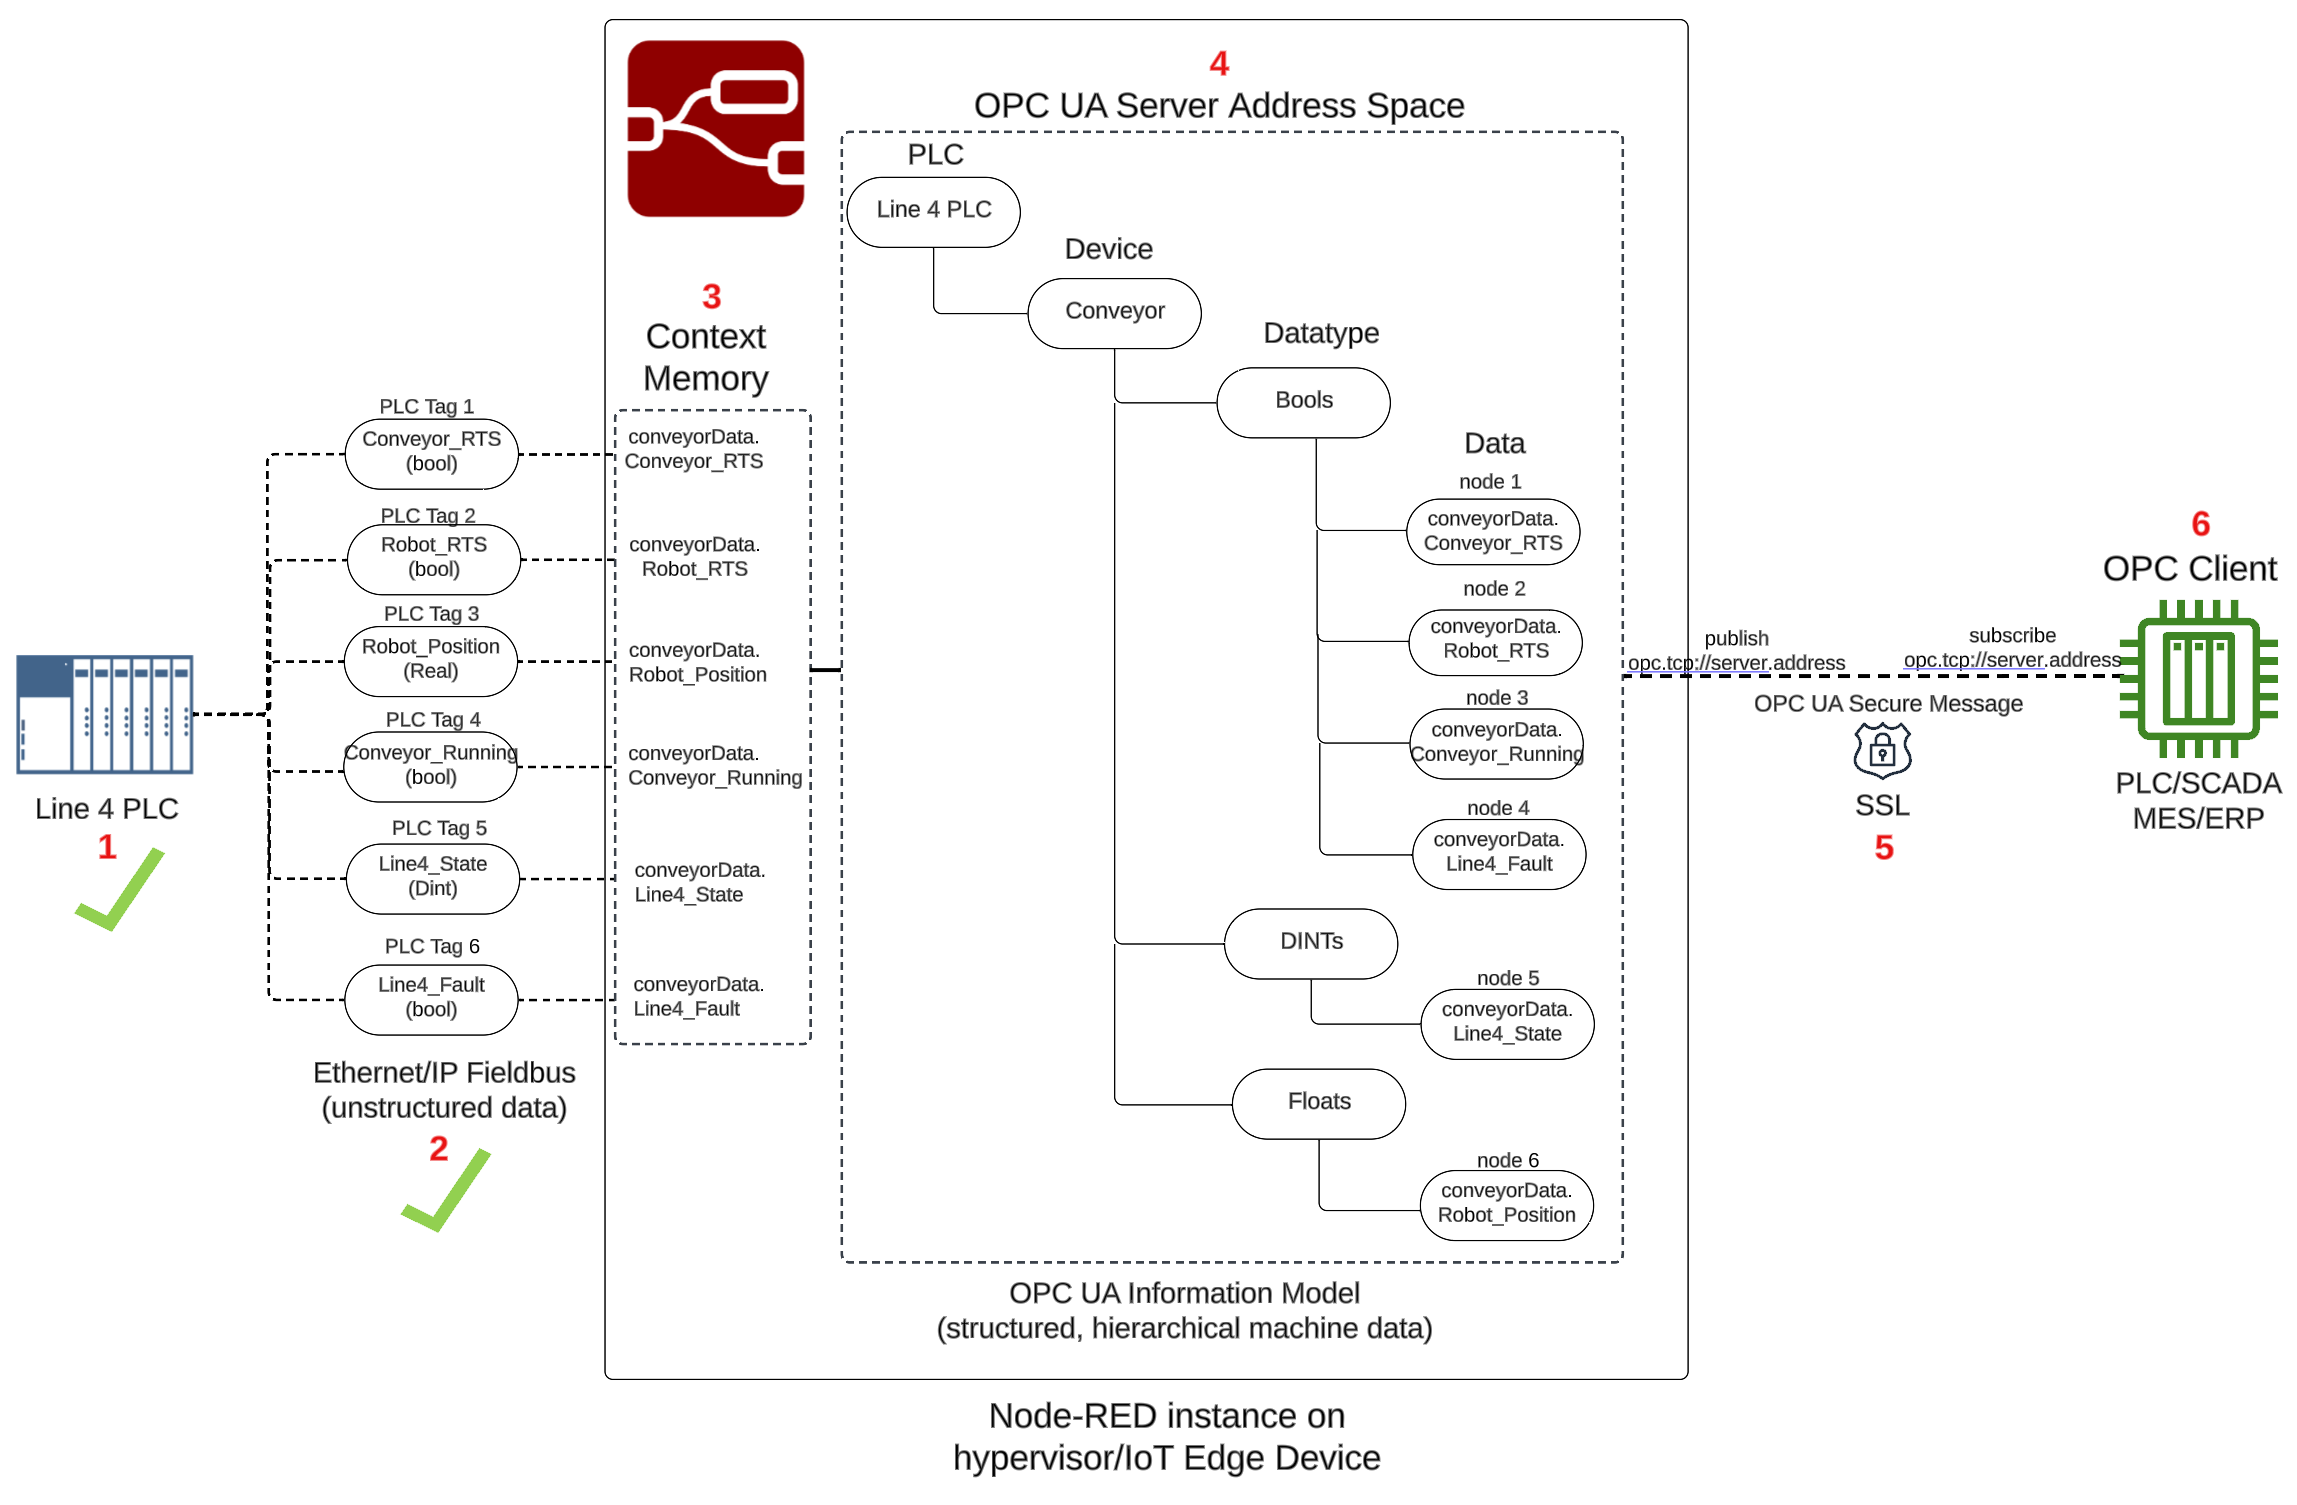 4
OPC UA Server Address Space
PLC
Line 4 PLC
Device
Conveyor
Datatype
Bools
Data
node 1
conveyorData.
Conveyor_RTS
node 2
conveyorData.
Robot_RTS
node 3
conveyorData.
Conveyor_Running
node 4
conveyorData.
Line4_Fault
DINTs
node 5
conveyorData.
Line4_State
Floats
node 6
conveyorData.
Robot_Position
OPC UA Information Model
(structured, hierarchical machine data)
Node-RED instance on
hypervisor/IoT Edge Device
3
Context
Memory
conveyorData.
Conveyor_RTS
conveyorData.
Robot_RTS
conveyorData.
Robot_Position
conveyorData.
Conveyor_Running
conveyorData.
Line4_State
conveyorData.
Line4_Fault
PLC Tag 1
Conveyor_RTS
(bool)
PLC Tag 2
Robot_RTS
(bool)
PLC Tag 3
Robot_Position
(Real)
PLC Tag 4
Conveyor_Running
(bool)
PLC Tag 5
Line4_State
(Dint)
PLC Tag 6
Line4_Fault
(bool)
Ethernet/IP Fieldbus
(unstructured data)
2
Line 4 PLC
1
publish
opc.tcp://server.address
subscribe
opc.tcp://server.address
OPC UA Secure Message
SSL
5
6
OPC Client
PLC/SCADA
MES/ERP